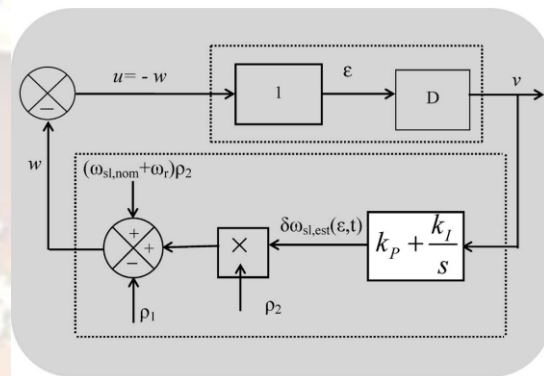 u= - w
ε
v
1
D
w
(ω_sl,nom+ω_r)ρ_2
δω_sl,est(ε,t)
k_P + k_I/s
+
+
−
−
×
ρ_1
ρ_2